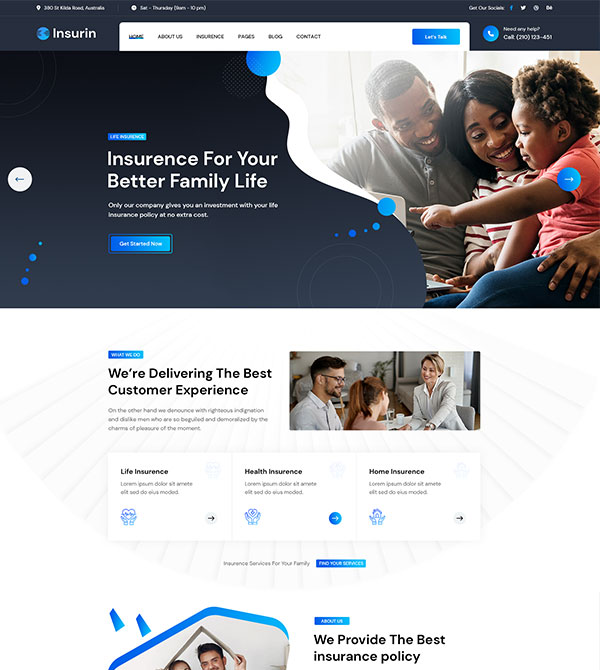 380 St Kilda Road, Australia
Sat - Thursday (9am - 10 pm)
Get Our Socials:
Insurin
HOME
ABOUT US
INSURENCE
PAGES
BLOG
CONTACT
Let's Talk
Need any help?
Call: (210) 123-451
LIFE INSURENCE
Insurence For Your
Better Family Life
Only our company gives you an investment with your life
insurance policy at no extra cost.
Get Started Now
WHAT WE DO
We're Delivering The Best
Customer Experience
On the other hand we denounce with righteous indignation
and dislike men who are so beguiled and demoralized by the
charms of pleasure of the moment.
Life Insurence
Lorem ipsum dolor sit amete
elit sed do eius moded.
Health Insurence
Lorem ipsum dolor sit amete
elit sed do eius moded.
Home Insurence
Lorem ipsum dolor sit amete
elit sed do eius moded.
Insurence Services For Your Family
FIND YOUR SERVICES
ABOUT US
We Provide The Best
insurance policy